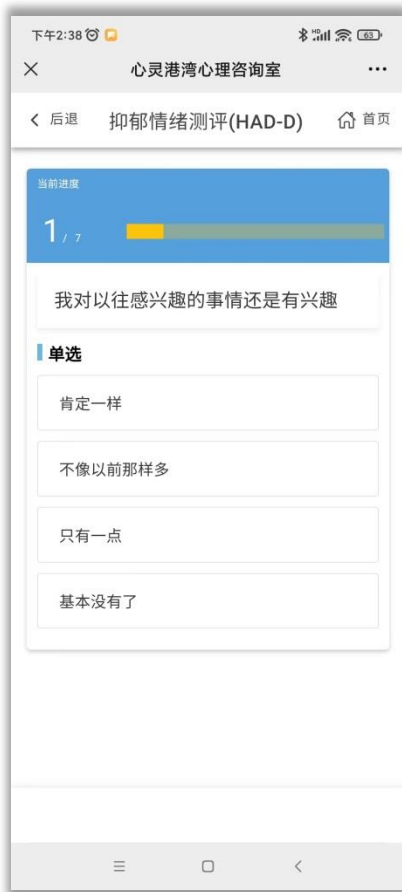 下午2:38
HD
63
心灵港湾心理咨询室
后退 抑郁情绪测评(HAD-D) 首页
当前进度
1 / 7
我对以往感兴趣的事情还是有兴趣
单选
肯定一样
不像以前那样多
只有一点
基本没有了